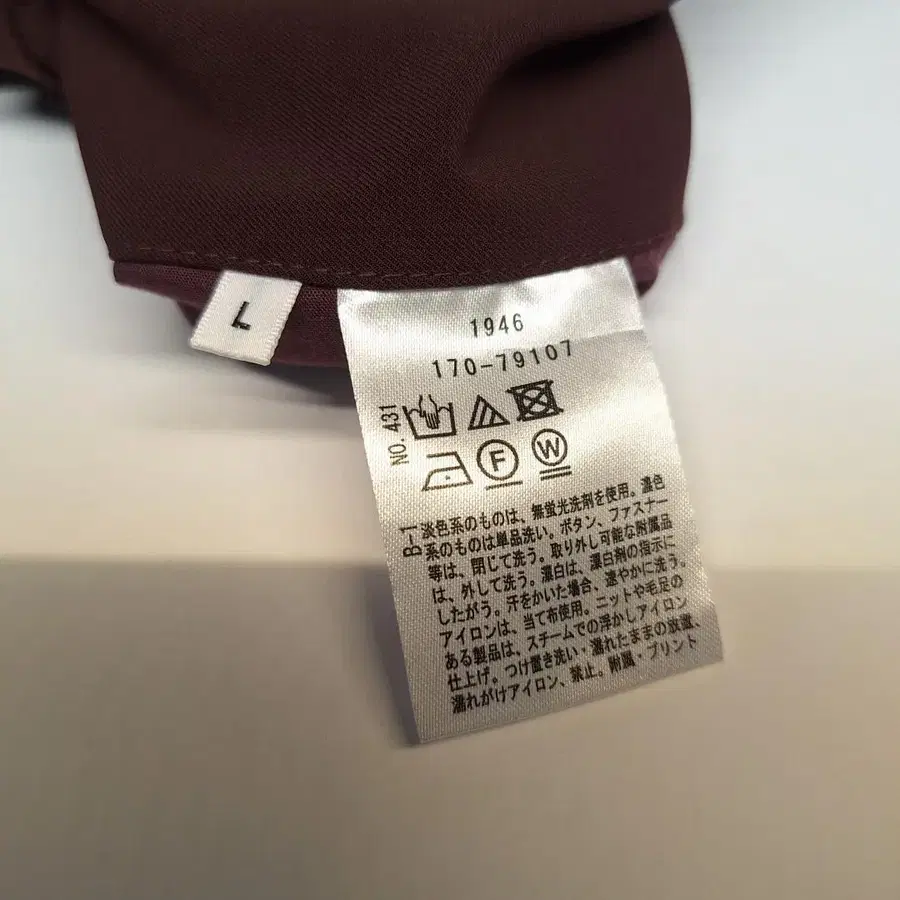 L
1946
170-79107
NO. 431
F
W
B-1
淡色系のものは、無蛍光洗剤を使用。濃色
系のものは単品洗い。ボタン、ファスナー
等は、閉じて洗う。取り外し可能な附属品
は、外して洗う。漂白は、漂白剤の指示に
したがう。汗をかいた場合、速やかに洗う。
アイロンは、当て布使用。ニットや毛足の
ある製品は、スチームでの浮かしアイロン
仕上げ。つけ置き洗い・濡れたままの放置、
濡れがけアイロン、禁止。附属・プリント